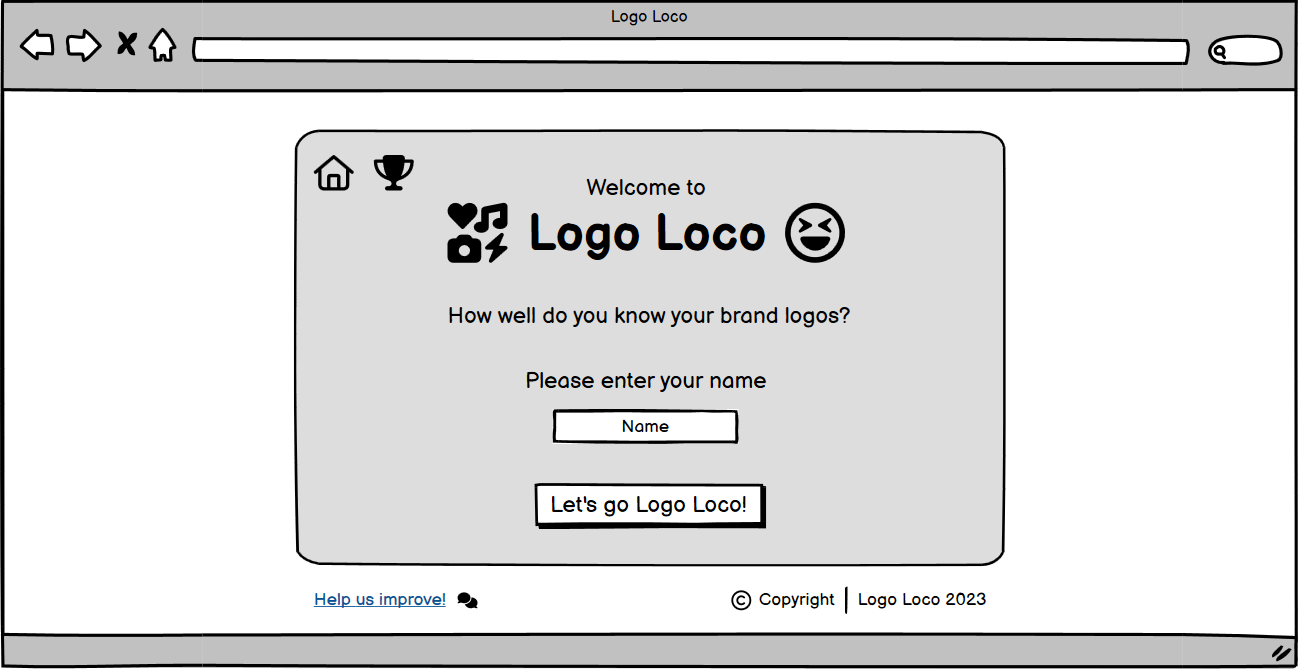 Logo Loco
Welcome to
Logo Loco
How well do you know your brand logos?
Please enter your name
Name
Let's go Logo Loco!
Help us improve!
© Copyright | Logo Loco 2023